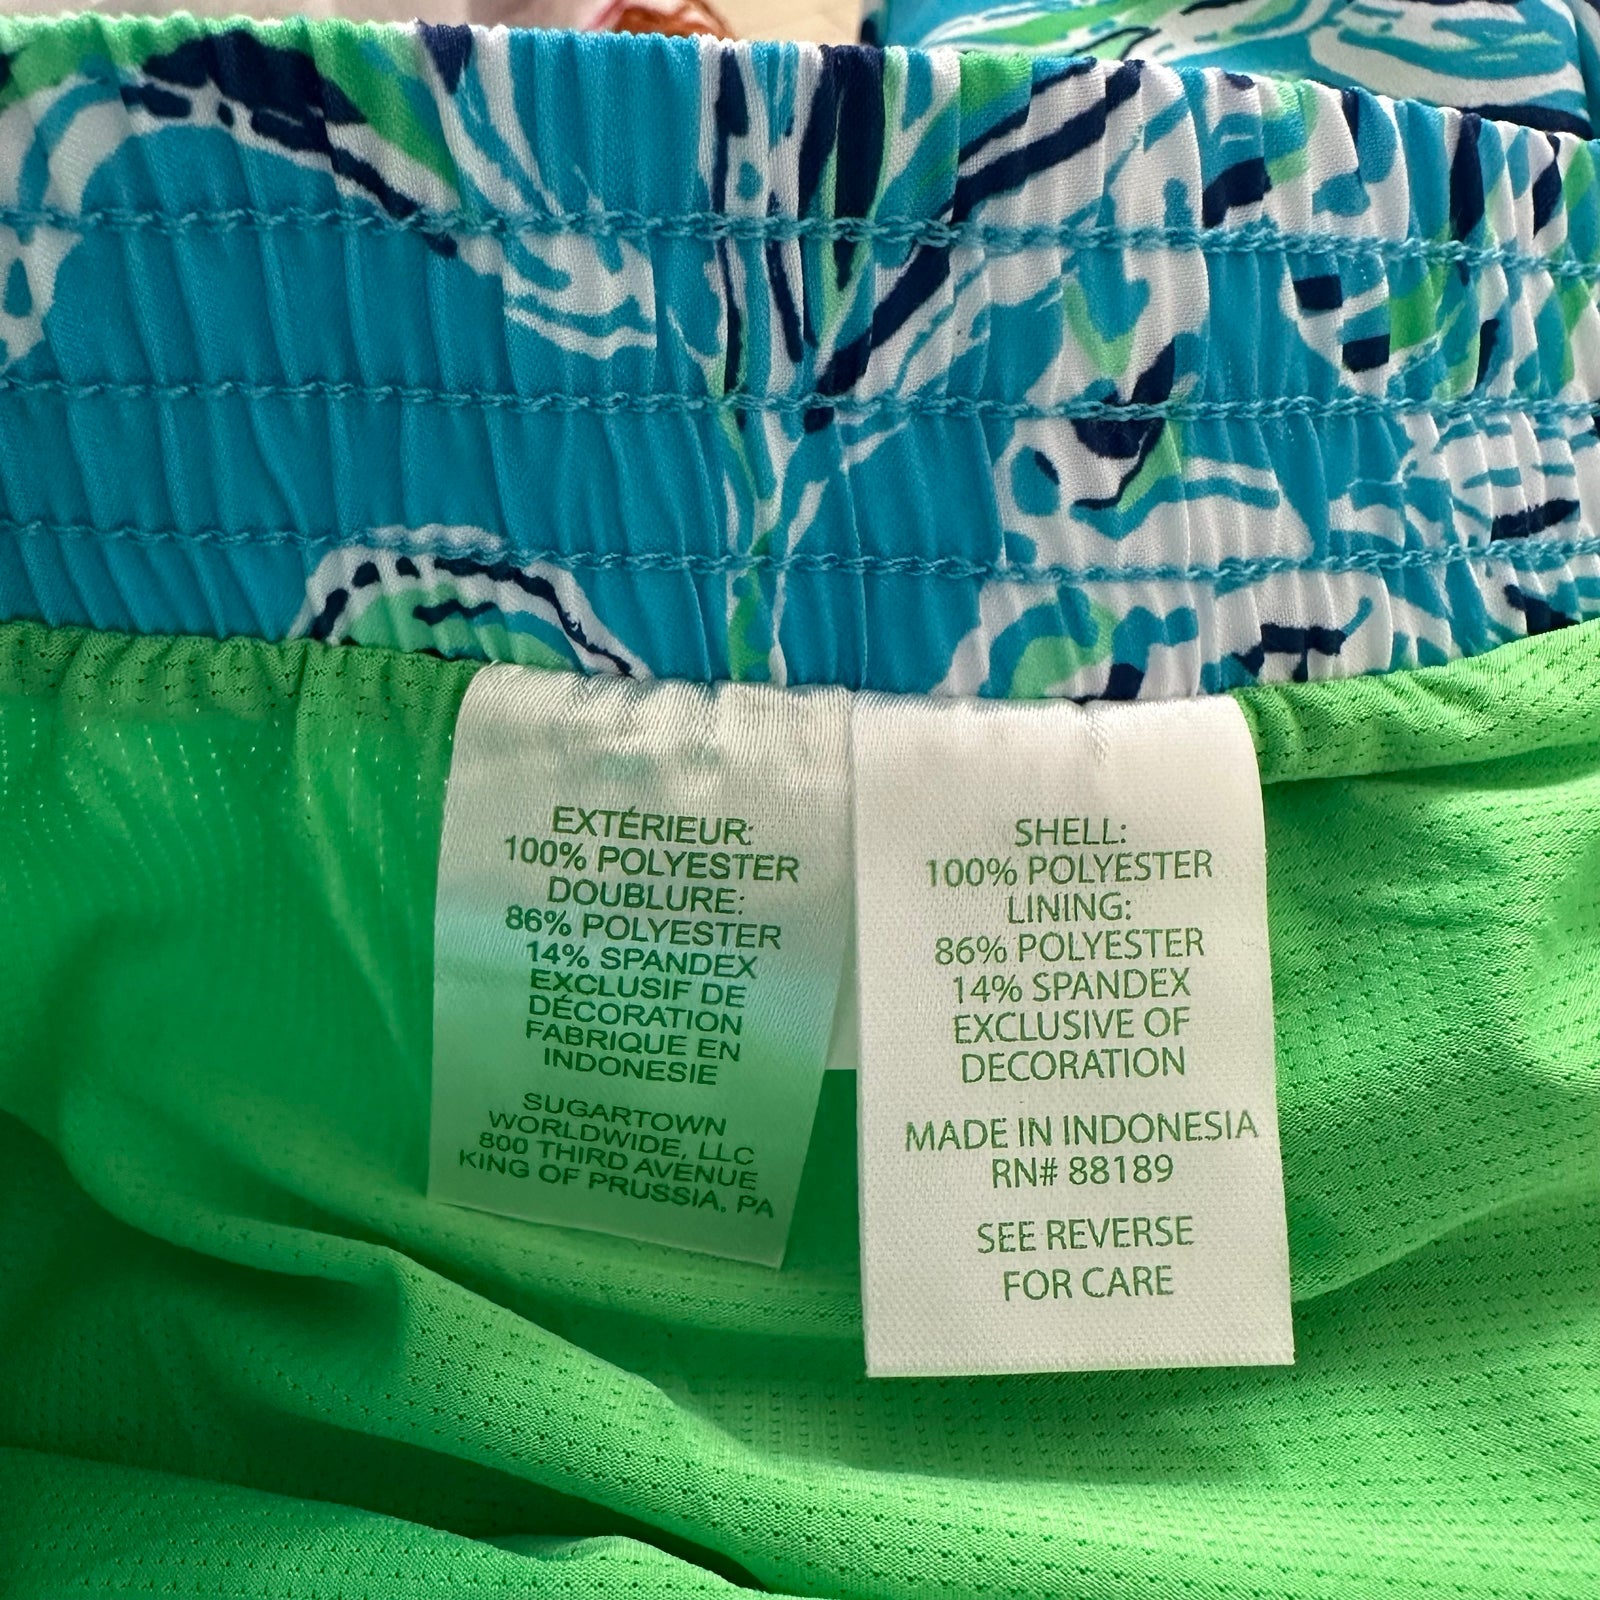 EXTÉRIEUR:
100% POLYESTER
DOUBLURE:
86% POLYESTER
14% SPANDEX
EXCLUSIF DE
DÉCORATION
FABRIQUE EN
INDONESIE
SUGARTOWN
WORLDWIDE, LLC
800 THIRD AVENUE
KING OF PRUSSIA, PA
SHELL:
100% POLYESTER
LINING:
86% POLYESTER
14% SPANDEX
EXCLUSIVE OF
DECORATION
MADE IN INDONESIA
RN# 88189
SEE REVERSE
FOR CARE